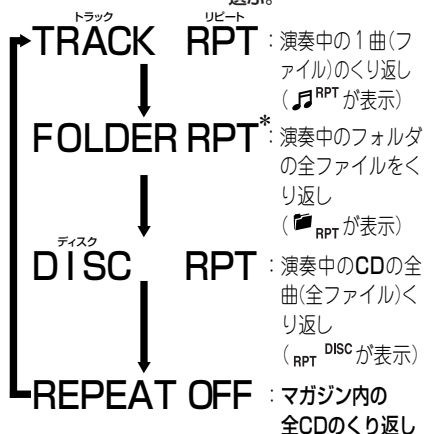 選ぶ。
トラック リピート
TRACK RPT：演奏中の1曲(フ
ァイル)のくり返し
(RPTが表示)
FOLDER RPT*：演奏中のフォルダ
の全ファイルをく
り返し
(RPTが表示)
ディスク
DISC RPT：演奏中のCDの全
曲(全ファイル)く
り返し
(RPT DISCが表示)
REPEAT OFF：マガジン内の
全CDのくり返し